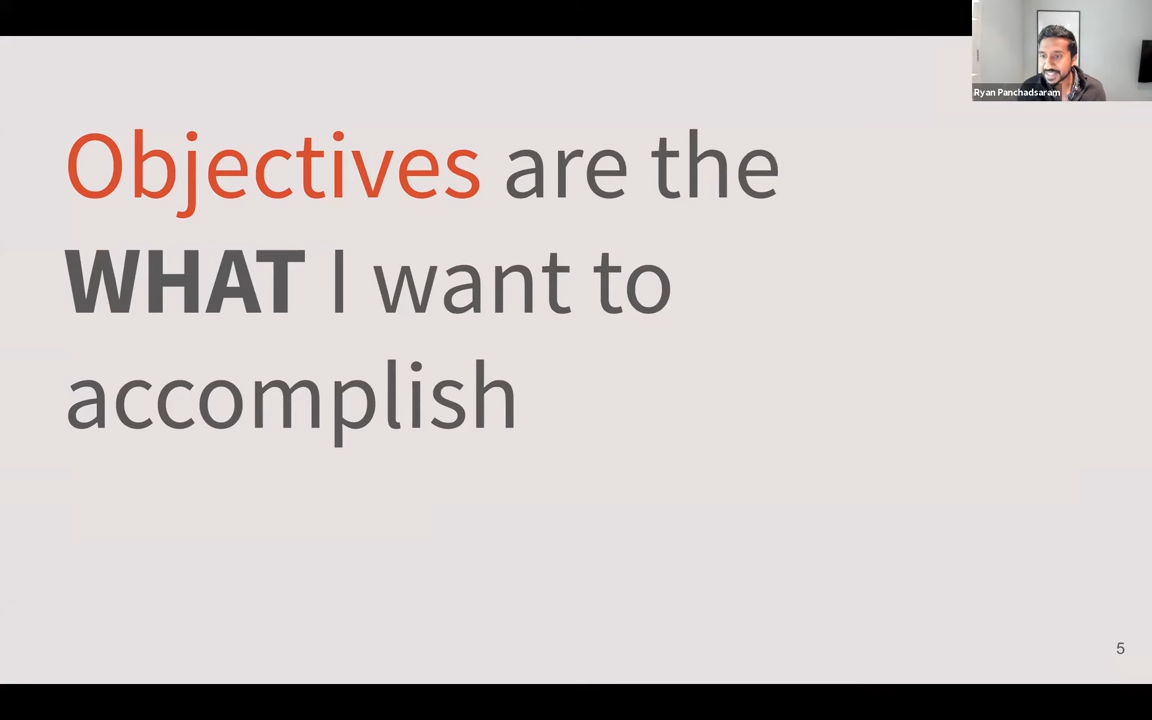 Ryan Panchadsaram
Objectives are the
WHAT I want to
accomplish
5